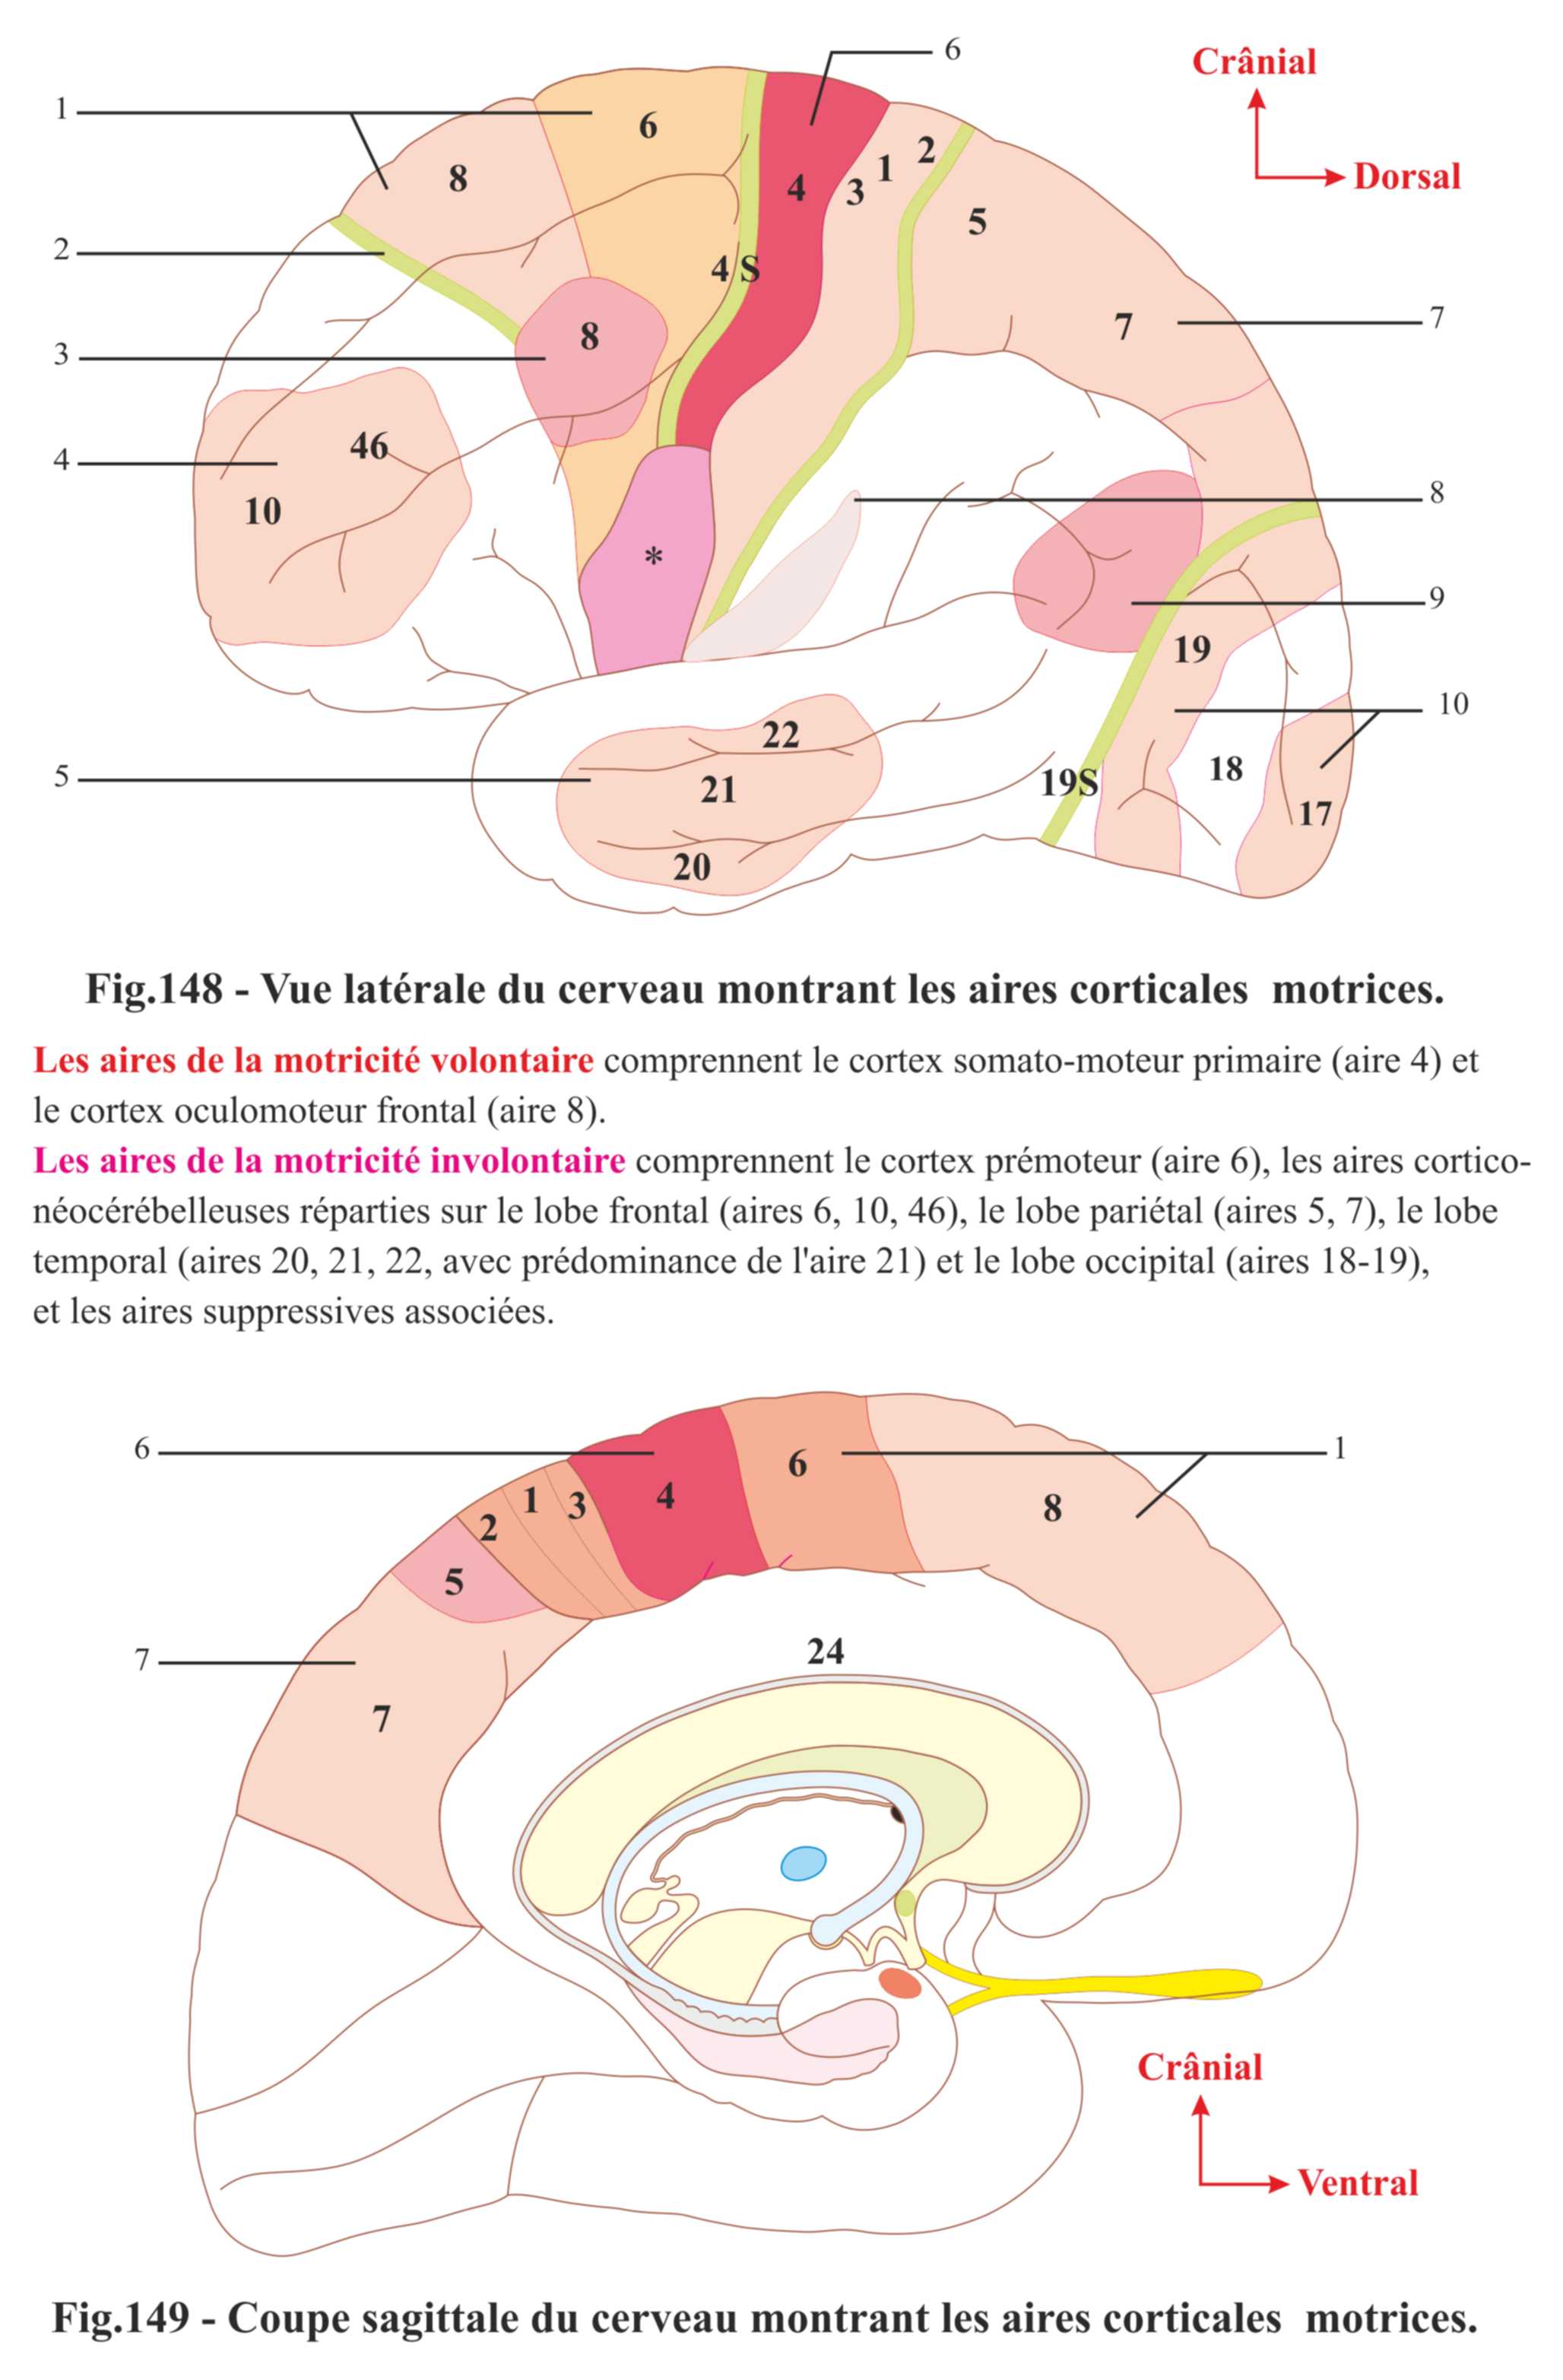 6
Crânial
1
6
8
2
1
4
3
Dorsal
5
2
4 S
7
7
8
3
46
4
10
8
*
9
19
10
22
5
21
19S
18
17
20
Fig.148 - Vue latérale du cerveau montrant les aires corticales motrices.
Les aires de la motricité volontaire comprennent le cortex somato-moteur primaire (aire 4) et
le cortex oculomoteur frontal (aire 8).
Les aires de la motricité involontaire comprennent le cortex prémoteur (aire 6), les aires cortico-
néocérébelleuses réparties sur le lobe frontal (aires 6, 10, 46), le lobe pariétal (aires 5, 7), le lobe
temporal (aires 20, 21, 22, avec prédominance de l'aire 21) et le lobe occipital (aires 18-19),
et les aires suppressives associées.
6
1
6
4
1
3
8
2
5
24
7
7
Crânial
Ventral
Fig.149 - Coupe sagittale du cerveau montrant les aires corticales motrices.